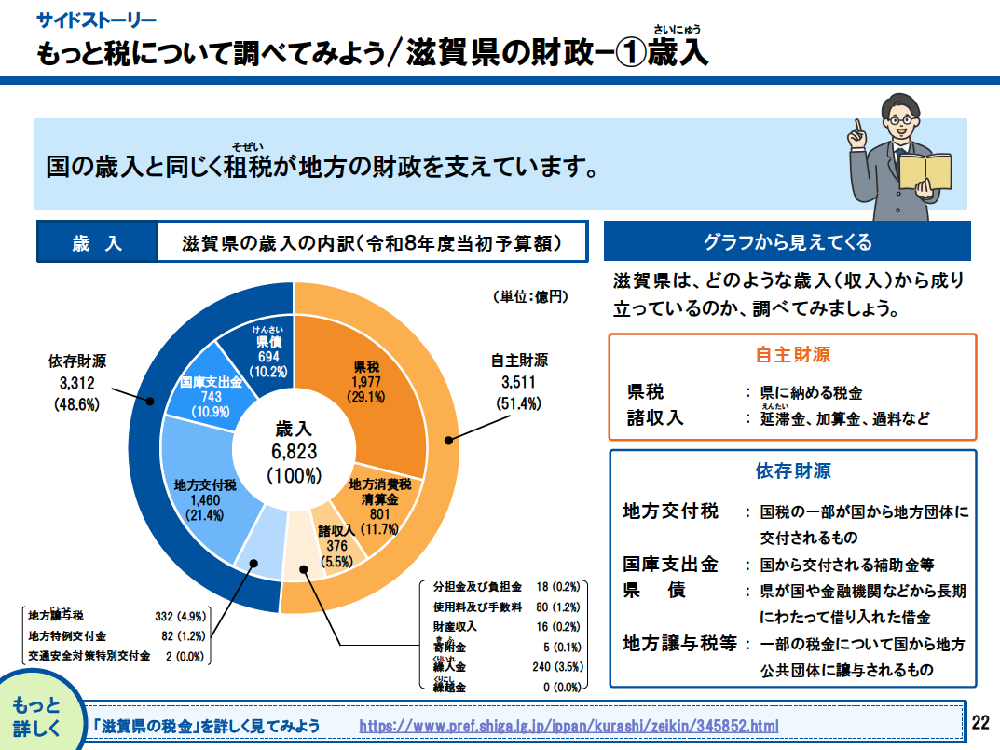 サイドストーリー
さいにゅう
もっと税について調べてみよう/滋賀県の財政−①歳入
そぜい
国の歳入と同じく租税が地方の財政を支えています。
歳 入
滋賀県の歳入の内訳(令和8年度当初予算額)
(単位:億円)
依存財源
3,312
(48.6%)
自主財源
3,511
(51.4%)
けんさい
県債
694
(10.2%)
国庫支出金
743
(10.9%)
地方交付税
1,460
(21.4%)
県税
1,977
(29.1%)
歳入
6,823
(100%)
地方消費税
清算金
801
(11.7%)
諸収入
376
(5.5%)
じょうよ
地方譲与税 332 (4.9%)
地方特例交付金 82 (1.2%)
交通安全対策特別交付金 2 (0.0%)
分担金及び負担金 18 (0.2%)
使用料及び手数料 80 (1.2%)
財産収入 16 (0.2%)
きふ
寄附金 5 (0.1%)
くりいれ
繰入金 240 (3.5%)
くりこし
繰越金 0 (0.0%)
グラフから見えてくる
滋賀県は、どのような歳入(収入)から成り
立っているのか、調べてみましょう。
自主財源
県税 : 県に納める税金
えんたい
諸収入 : 延滞金、加算金、過料など
依存財源
地方交付税 : 国税の一部が国から地方団体に
交付されるもの
国庫支出金 : 国から交付される補助金等
県 債 : 県が国や金融機関などから長期
にわたって借り入れた借金
地方譲与税等 : 一部の税金について国から地方
公共団体に譲与されるもの
もっと
詳しく
「滋賀県の税金」を詳しく見てみよう https://www.pref.shiga.lg.jp/ippan/kurashi/zeikin/345852.html
22